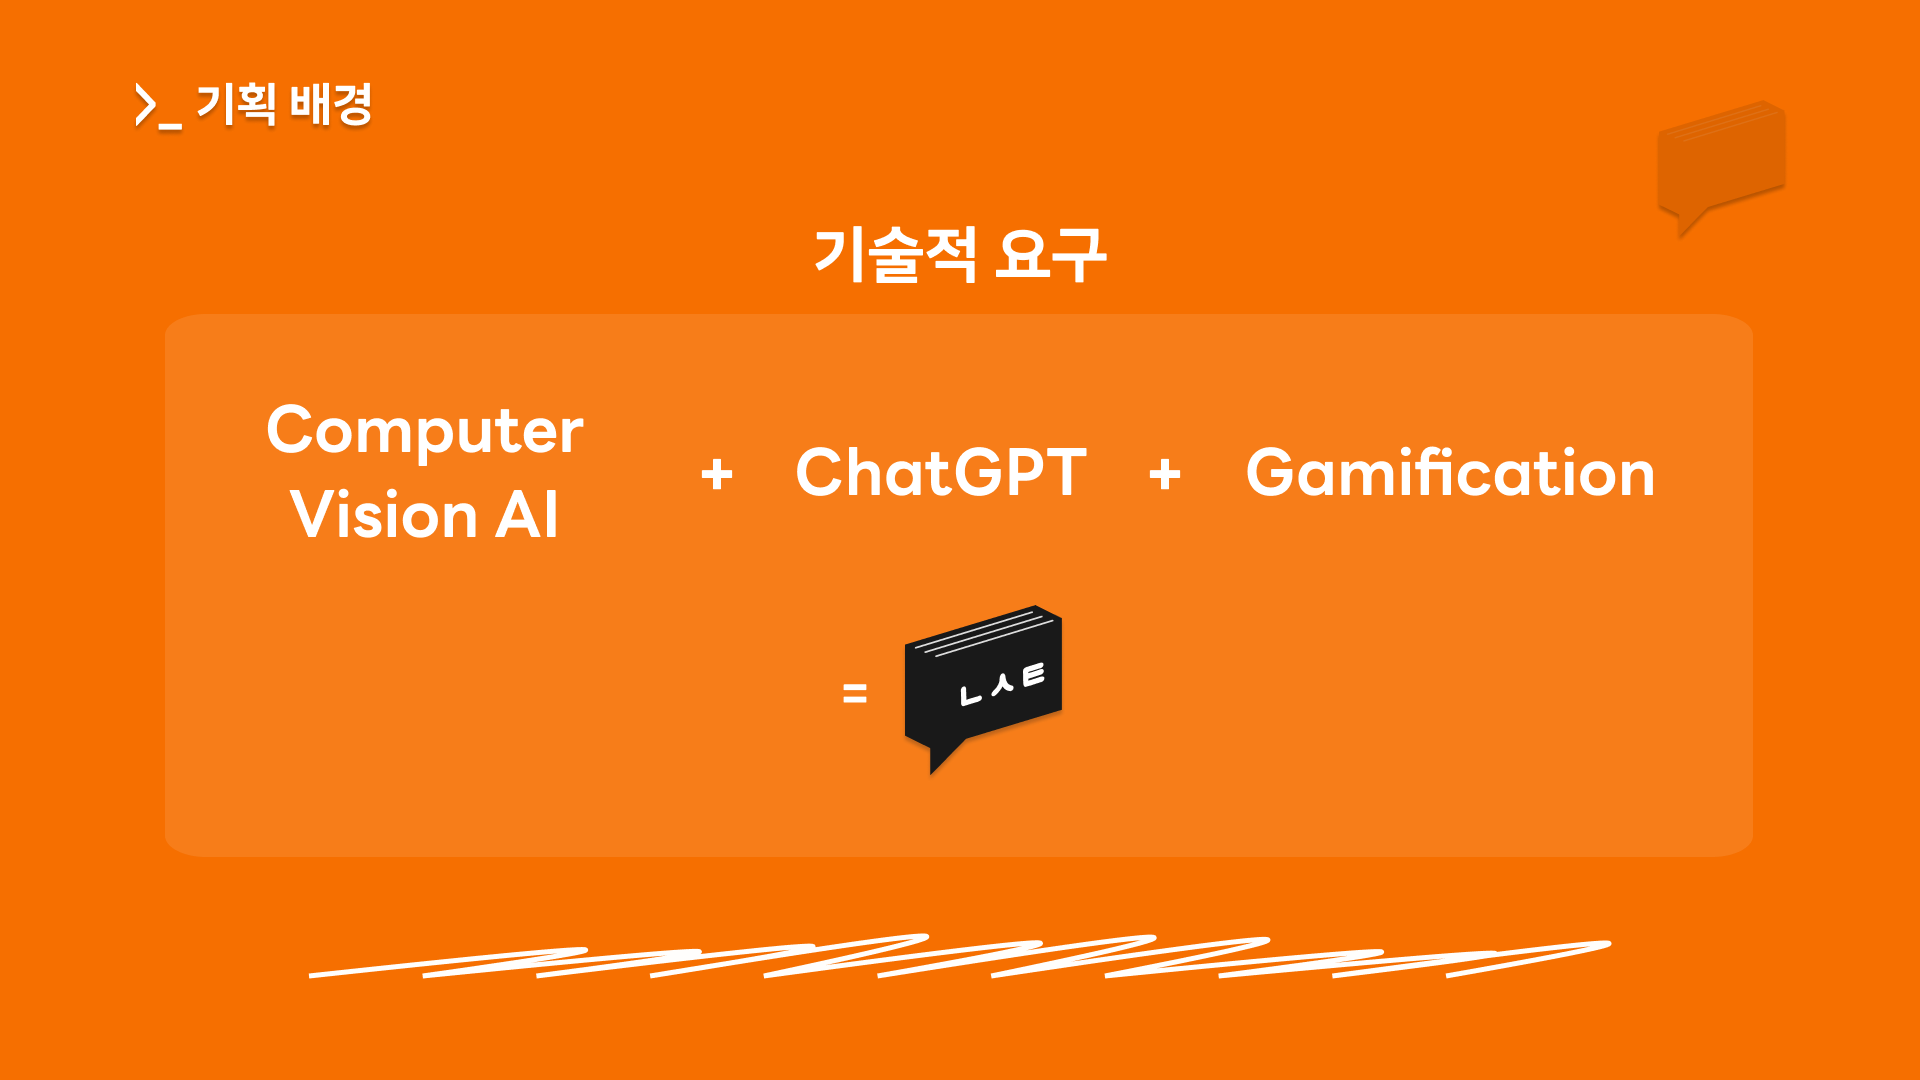 >_ 기획 배경
기술적 요구
Computer
Vision AI
+ ChatGPT + Gamification
=
ㄴㅅㅌ